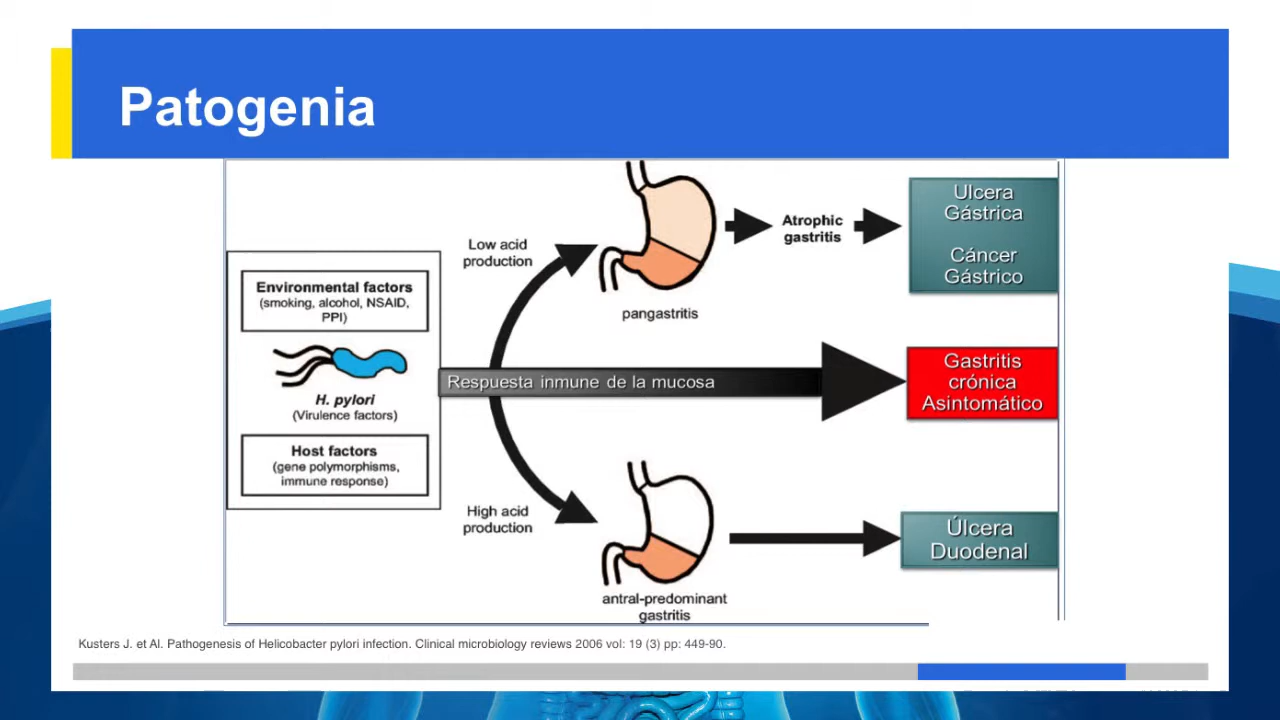 Patogenia
Environmental factors
(smoking, alcohol, NSAID,
PPI)
H. pylori
(Virulence factors)
Host factors
(gene polymorphisms,
immune response)
Low acid
production
pangastritis
Atrophic
gastritis
Ulcera
Gástrica
Cáncer
Gástrico
Respuesta inmune de la mucosa
Gastritis
crónica
Asintomático
High acid
production
antral-predominant
gastritis
Úlcera
Duodenal
Kusters J. et Al. Pathogenesis of Helicobacter pylori infection. Clinical microbiology reviews 2006 vol: 19 (3) pp: 449-90.